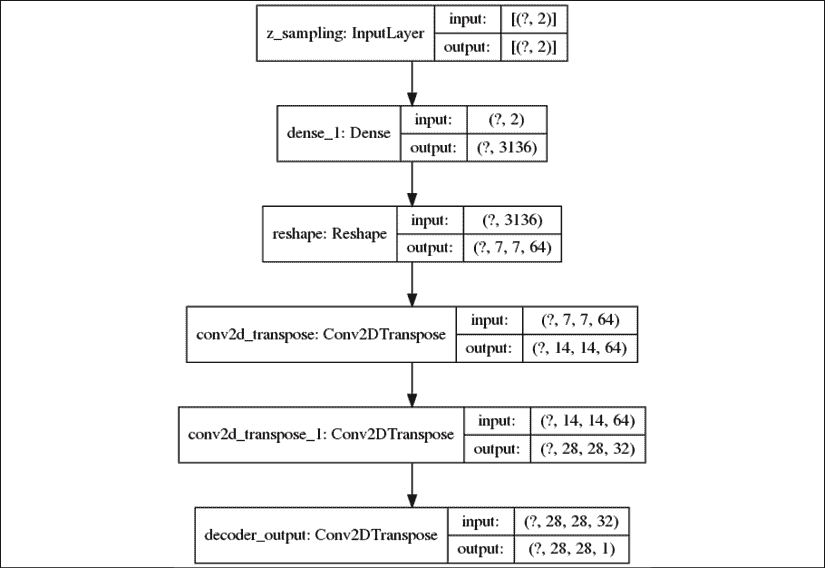 z_sampling: InputLayer
input: [(?, 2)]
output: [(?, 2)]
dense_1: Dense
input: (?, 2)
output: (?, 3136)
reshape: Reshape
input: (?, 3136)
output: (?, 7, 7, 64)
conv2d_transpose: Conv2DTranspose
input: (?, 7, 7, 64)
output: (?, 14, 14, 64)
conv2d_transpose_1: Conv2DTranspose
input: (?, 14, 14, 64)
output: (?, 28, 28, 32)
decoder_output: Conv2DTranspose
input: (?, 28, 28, 32)
output: (?, 28, 28, 1)